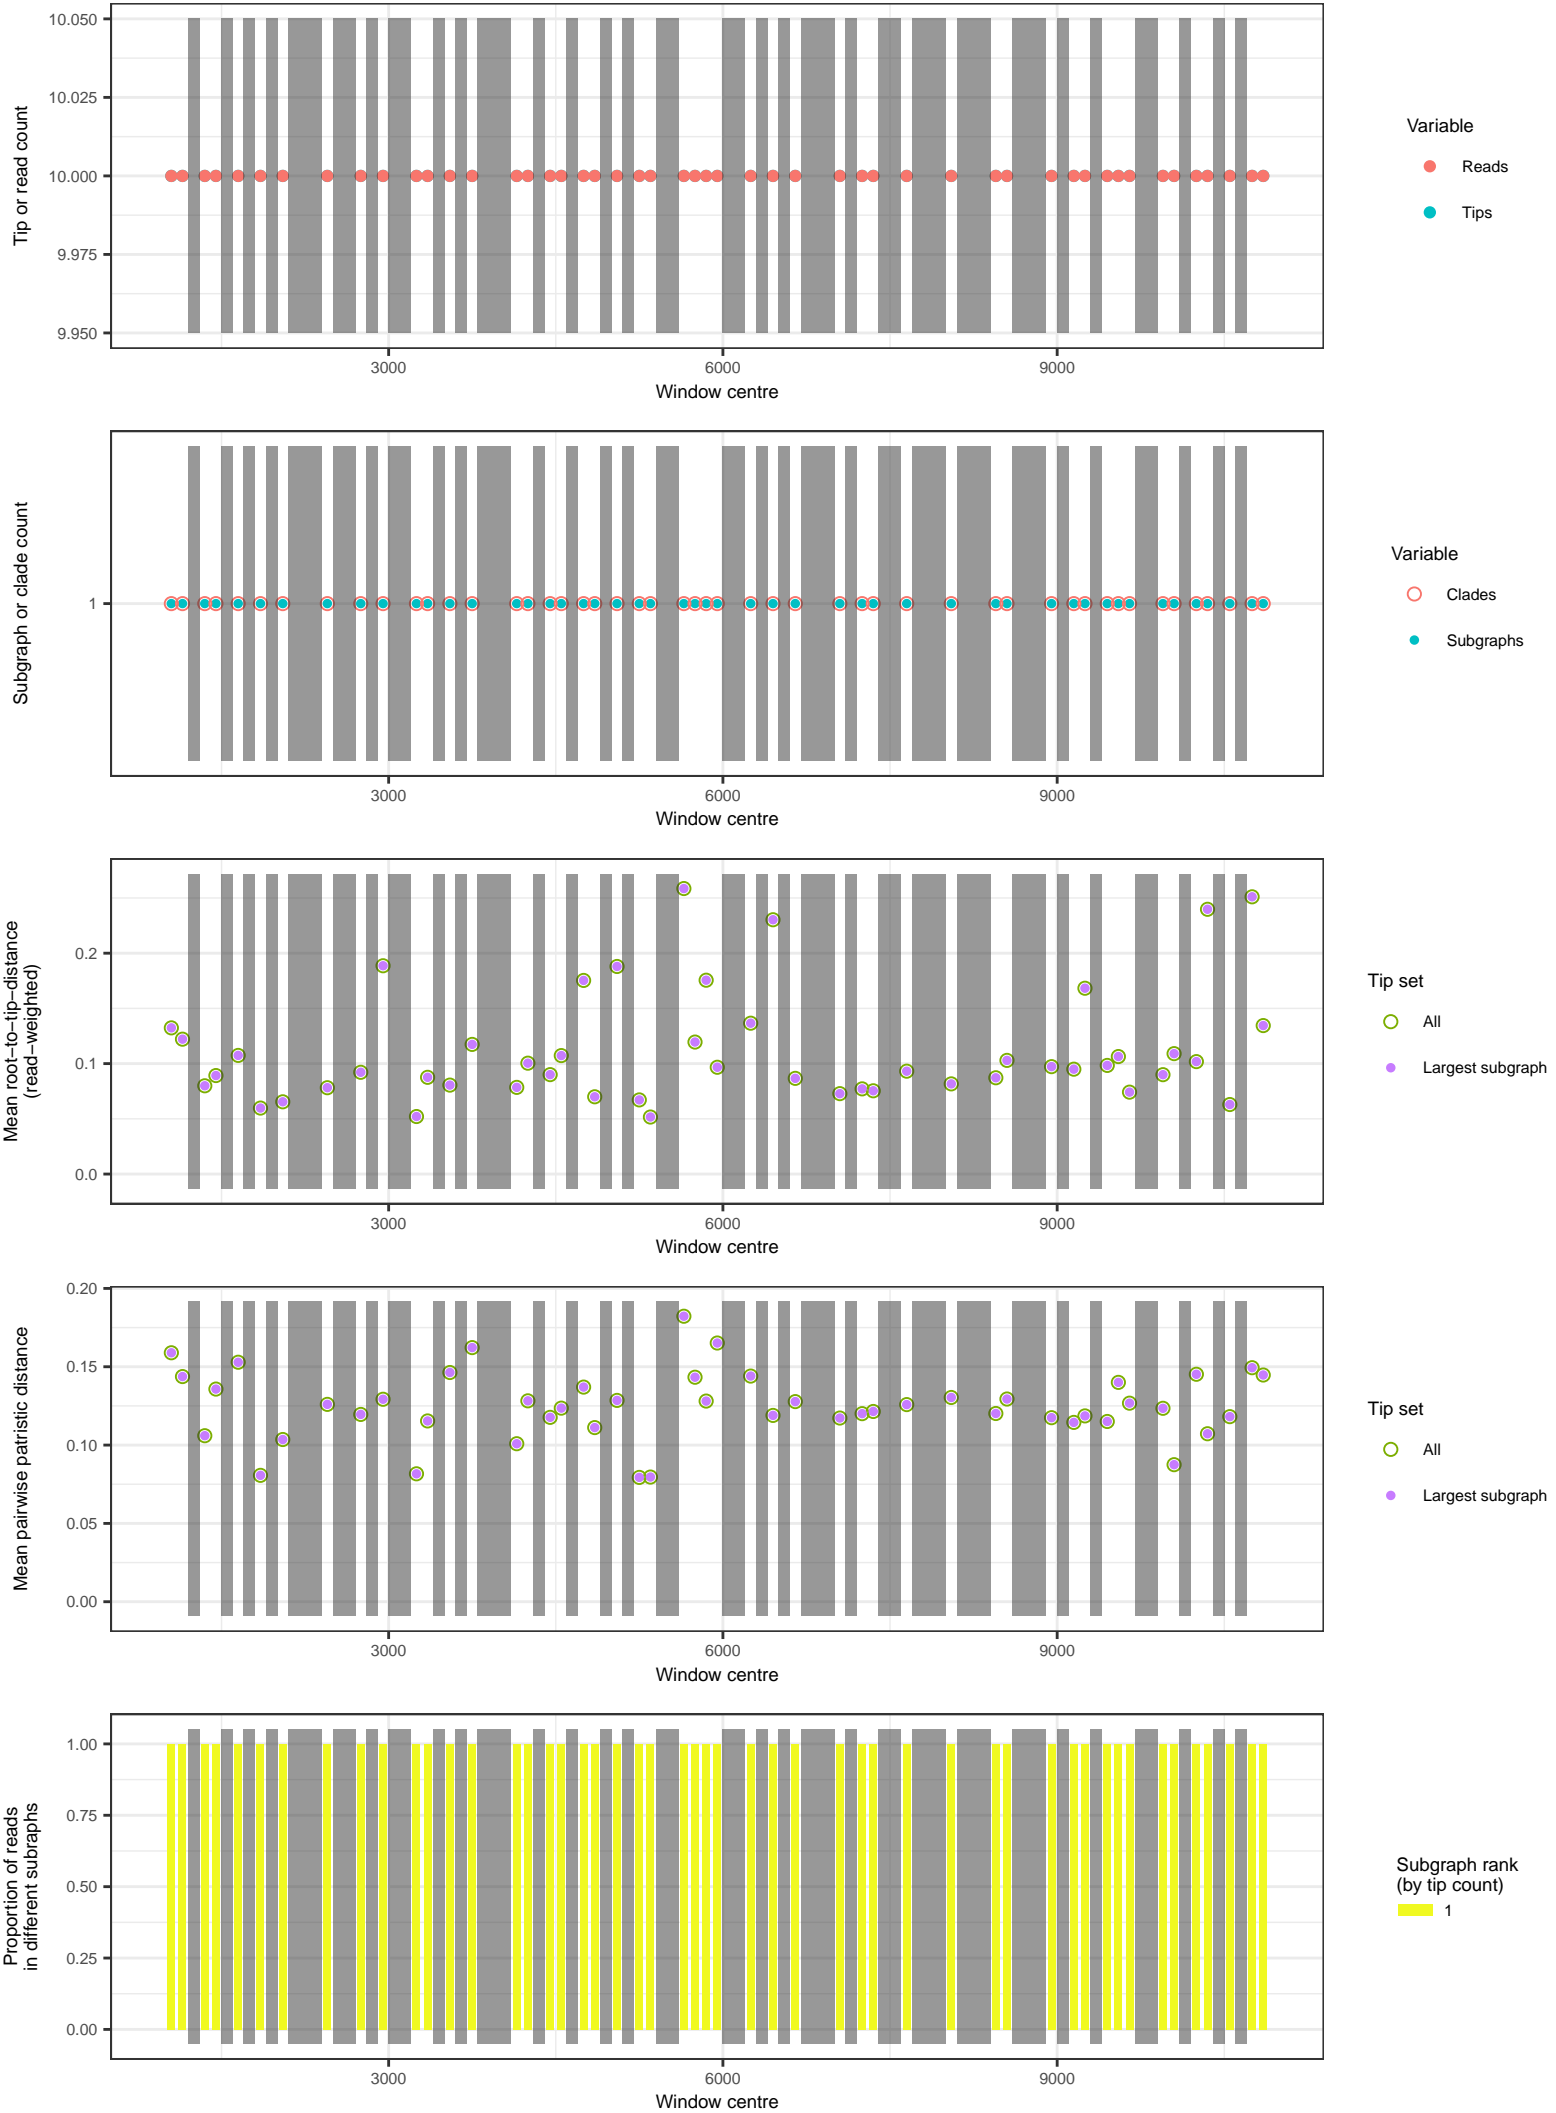 Tip or read count
10.050
10.025
10.000
9.975
9.950
3000
6000
9000
Window centre
Variable
Reads
Tips
Subgraph or clade count
1
3000
6000
9000
Window centre
Variable
Clades
Subgraphs
Mean root−to−tip−distance
(read−weighted)
0.2
0.1
0.0
3000
6000
9000
Window centre
Tip set
All
Largest subgraph
Mean pairwise patristic distance
0.20
0.15
0.10
0.05
0.00
3000
6000
9000
Window centre
Tip set
All
Largest subgraph
Proportion of reads
in different subraphs
1.00
0.75
0.50
0.25
0.00
3000
6000
9000
Window centre
Subgraph rank
(by tip count)
1